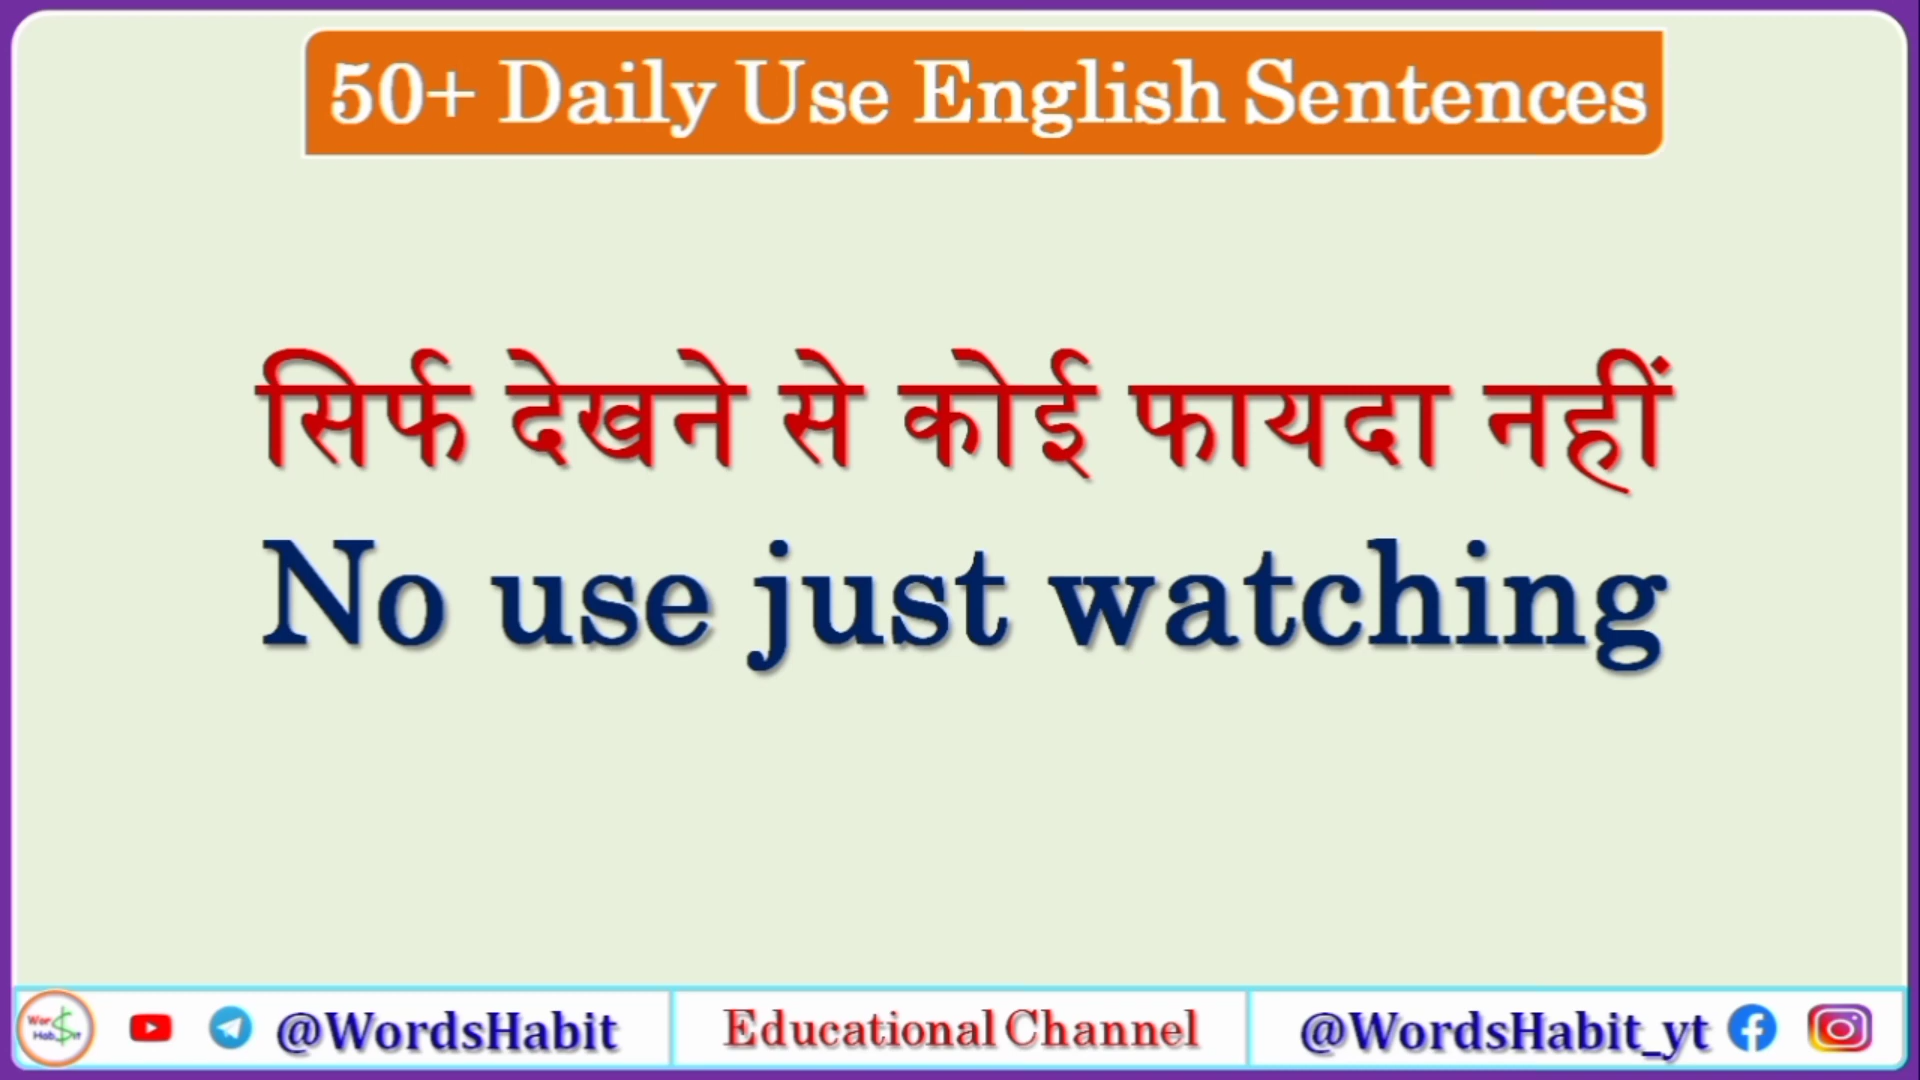 50+ Daily Use English Sentences
सिर्फ देखने से कोई फायदा नहीं
No use just watching
@WordsHabit
Educational Channel
@WordsHabit_yt